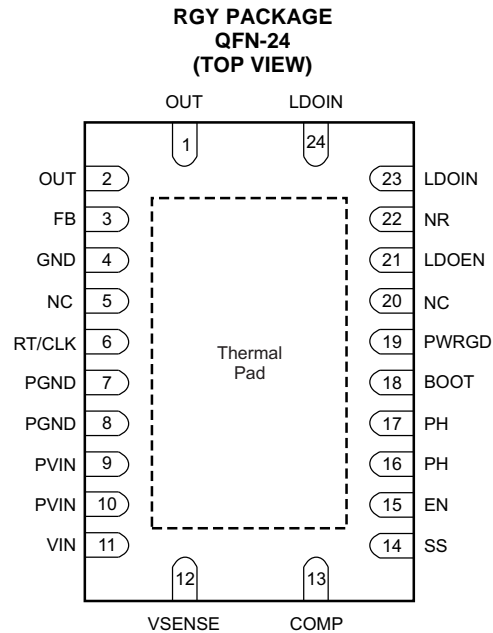 RGY PACKAGE
QFN-24
(TOP VIEW)
OUT LDOIN
1 24
OUT 2 23 LDOIN
FB 3 22 NR
GND 4 21 LDOEN
NC 5 20 NC
RT/CLK 6 19 PWRGD
Thermal
Pad
PGND 7 18 BOOT
PGND 8 17 PH
PVIN 9 16 PH
PVIN 10 15 EN
VIN 11 14 SS
12 13
VSENSE COMP